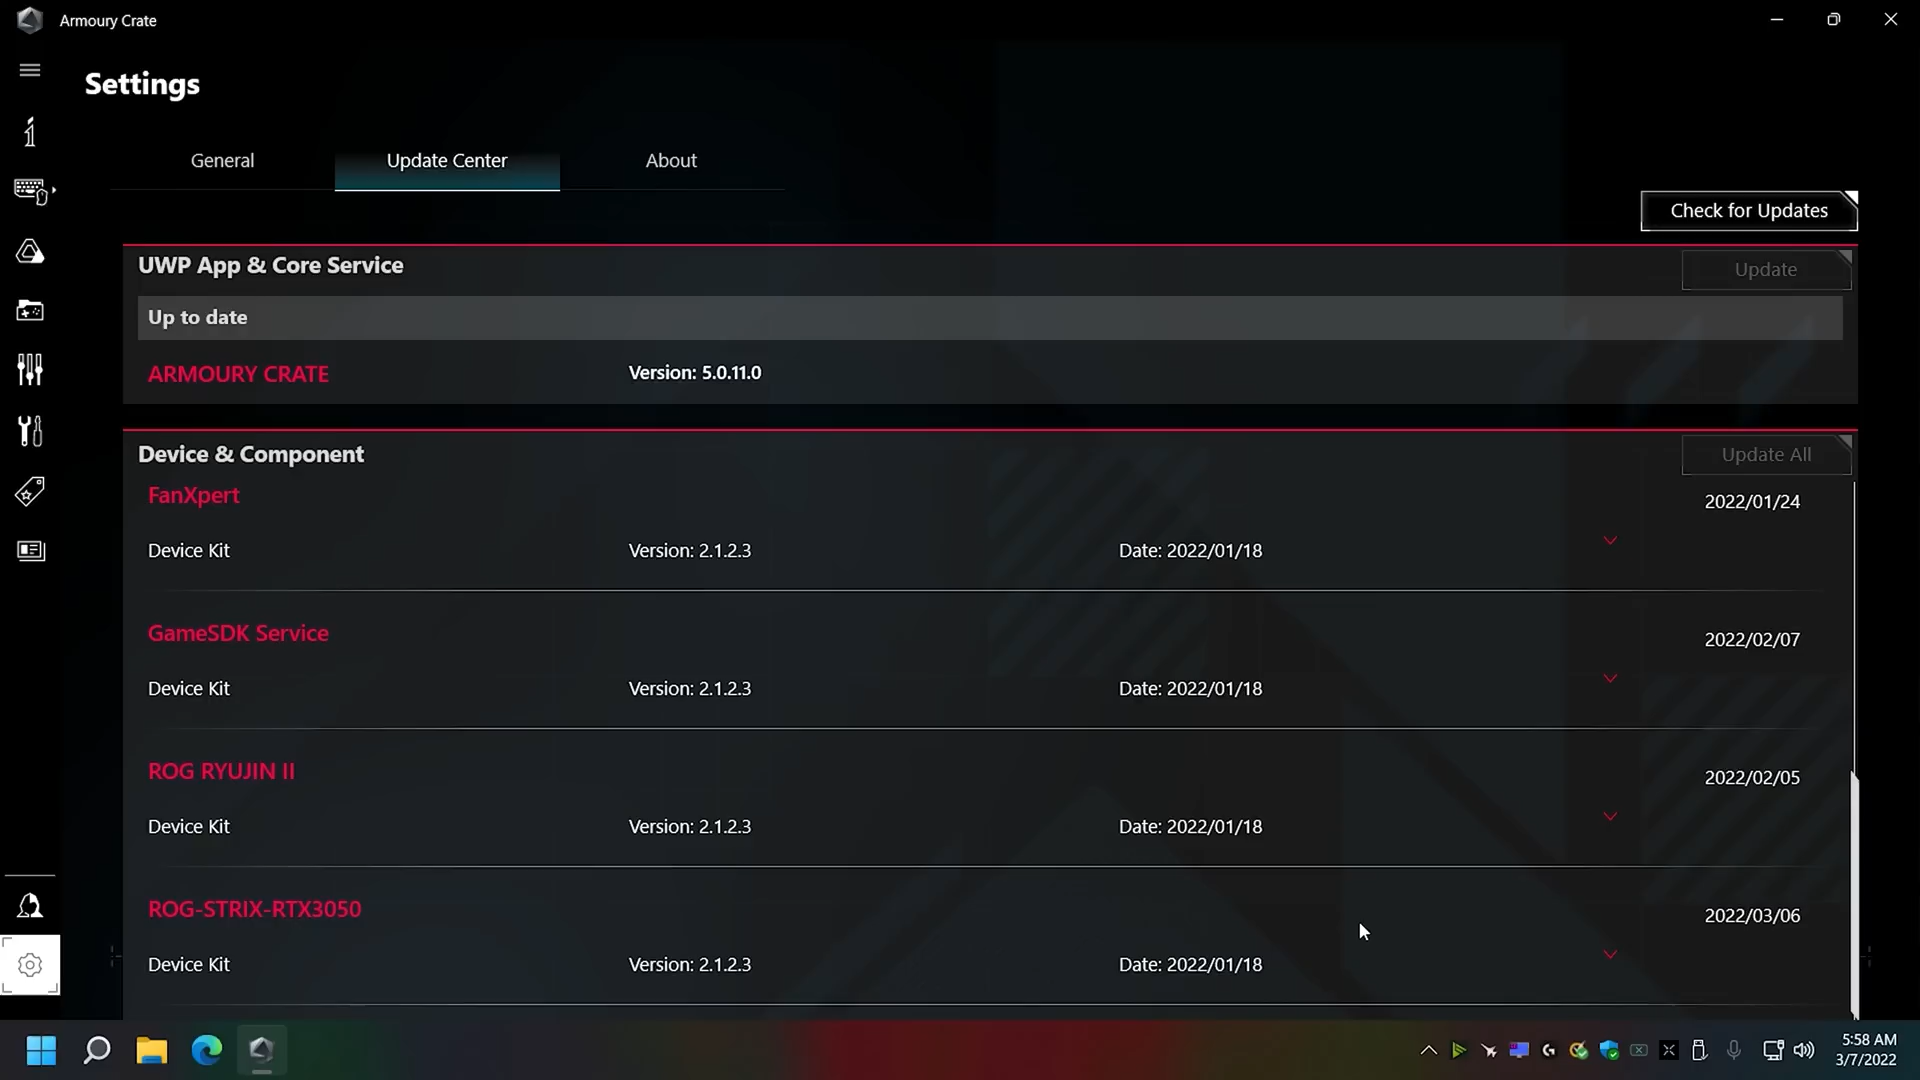 Armoury Crate
Settings
General Update Center About
Check for Updates
UWP App & Core Service Update
Up to date
ARMOURY CRATE Version: 5.0.11.0
Device & Component Update All
FanXpert 2022/01/24
Device Kit Version: 2.1.2.3 Date: 2022/01/18
GameSDK Service 2022/02/07
Device Kit Version: 2.1.2.3 Date: 2022/01/18
ROG RYUJIN II 2022/02/05
Device Kit Version: 2.1.2.3 Date: 2022/01/18
ROG-STRIX-RTX3050 2022/03/06
Device Kit Version: 2.1.2.3 Date: 2022/01/18
5:58 AM
3/7/2022